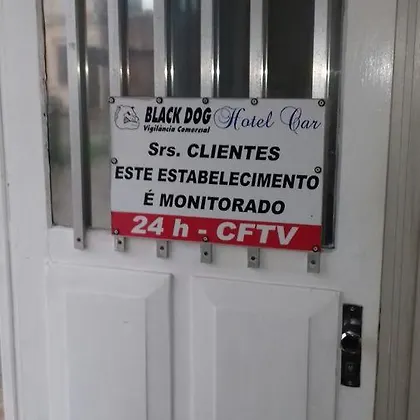 BLACK DOG Hotel Car
Vigilância Comercial
Srs. CLIENTES
ESTE ESTABELECIMENTO
É MONITORADO
24 h - CFTV